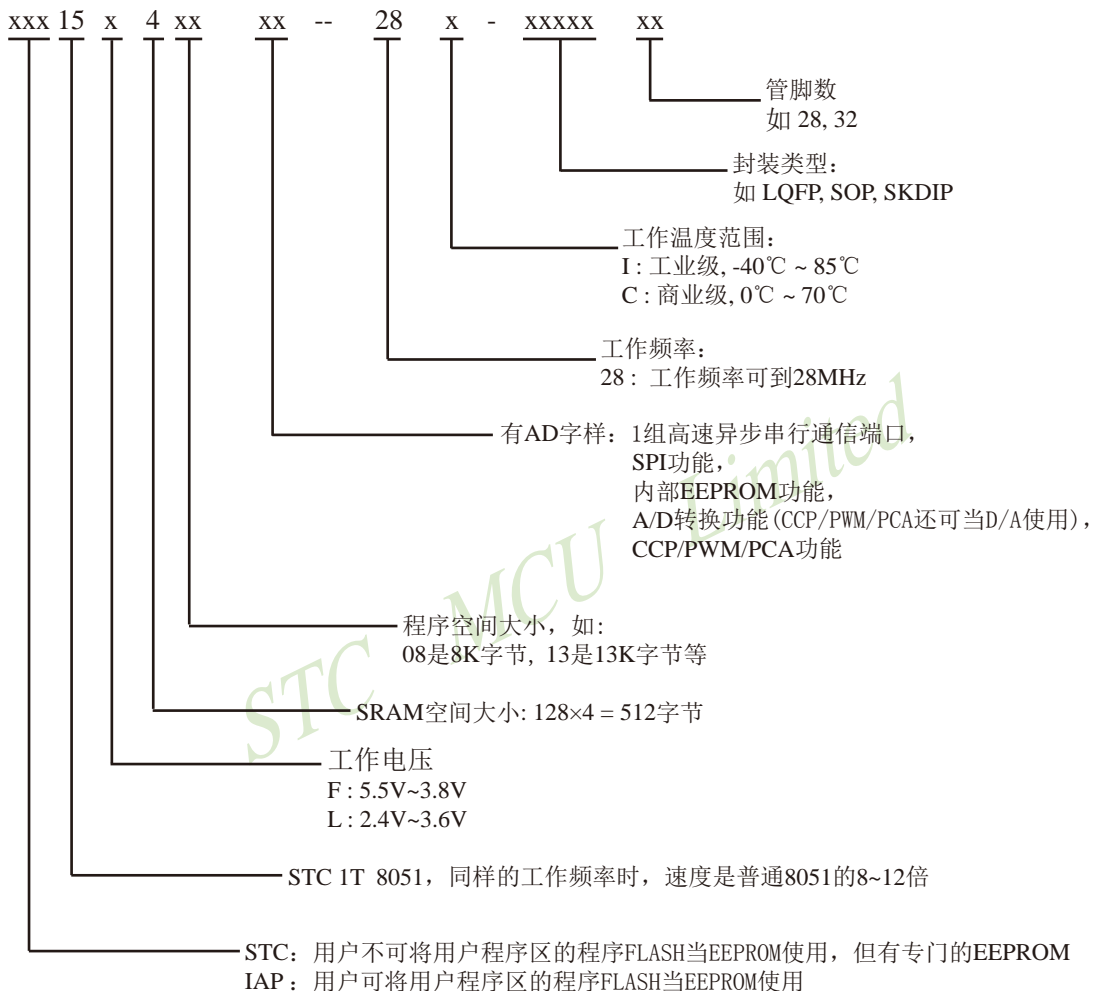 xxx 15 x 4 xx xx -- 28 x - xxxxx xx
管脚数
如 28, 32
封装类型：
如 LQFP, SOP, SKDIP
工作温度范围：
I : 工业级, -40℃ ~ 85℃
C : 商业级, 0℃ ~ 70℃
工作频率：
28 : 工作频率可到28MHz
有AD字样：1组高速异步串行通信端口，
SPI功能，
内部EEPROM功能，
A/D转换功能(CCP/PWM/PCA还可当D/A使用)，
CCP/PWM/PCA功能
程序空间大小，如:
08是8K字节, 13是13K字节等
SRAM空间大小: 128×4 = 512字节
工作电压
F : 5.5V~3.8V
L : 2.4V~3.6V
STC 1T 8051，同样的工作频率时，速度是普通8051的8~12倍
STC：用户不可将用户程序区的程序FLASH当EEPROM使用，但有专门的EEPROM
IAP：用户可将用户程序区的程序FLASH当EEPROM使用
STC MCU Limited